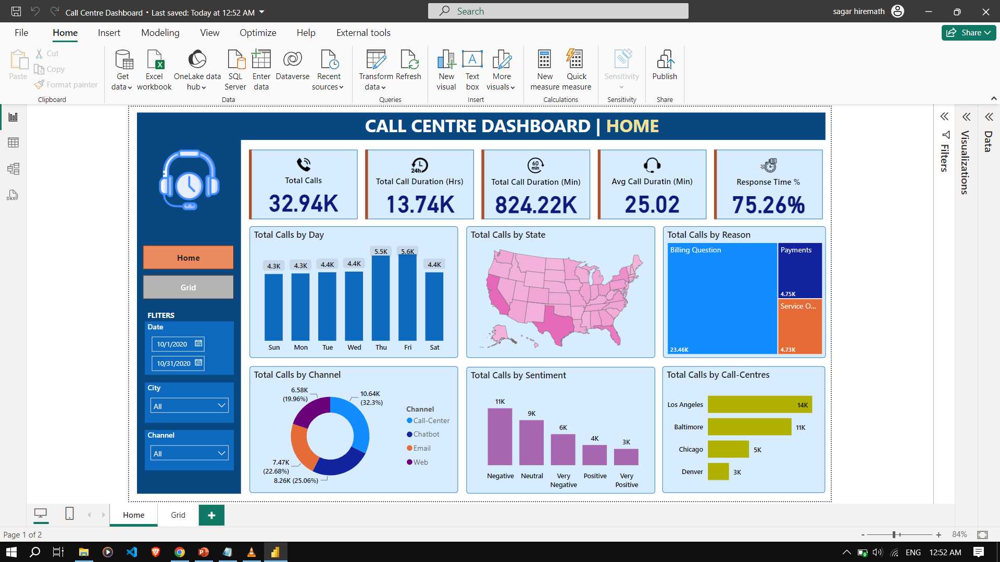 Call Centre Dashboard • Last saved: Today at 12:52 AM
Search
sagar hiremath
File Home Insert Modeling View Optimize Help External tools
Share
Paste
Cut
Copy
Format painter
Clipboard
Get data
Excel workbook
OneLake data hub
SQL Server
Enter data
Dataverse
Recent sources
Data
Transform data
Refresh
Queries
New visual
Text box
More visuals
Insert
New measure
Quick measure
Calculations
Sensitivity
Sensitivity
Publish
Share
DAX
CALL CENTRE DASHBOARD | HOME
Home
Grid
FLITERS
Date
10/1/2020
10/31/2020
City
All
Channel
All
Total Calls
32.94K
24h
Total Call Duration (Hrs)
13.74K
60 min
Total Call Duration (Min)
824.22K
Avg Call Duratin (Min)
25.02
Response Time %
75.26%
Total Calls by Day
4.3K 4.3K 4.4K 4.4K 5.5K 5.6K 4.4K
Sun Mon Tue Wed Thu Fri Sat
Total Calls by State
Total Calls by Reason
Billing Question
23.46K
Payments
4.75K
Service O...
4.73K
Total Calls by Channel
6.58K
(19.96%)
10.64K
(32.3%)
7.47K
(22.68%)
8.26K (25.06%)
Channel
Call-Center
Chatbot
Email
Web
Total Calls by Sentiment
11K 9K 6K 4K 3K
Negative Neutral Very Negative Positive Very Positive
Total Calls by Call-Centres
Los Angeles 14K
Baltimore 11K
Chicago 5K
Denver 3K
Filters
Visualizations
Data
Home Grid +
Page 1 of 2
- + 84%
ENG 12:52 AM